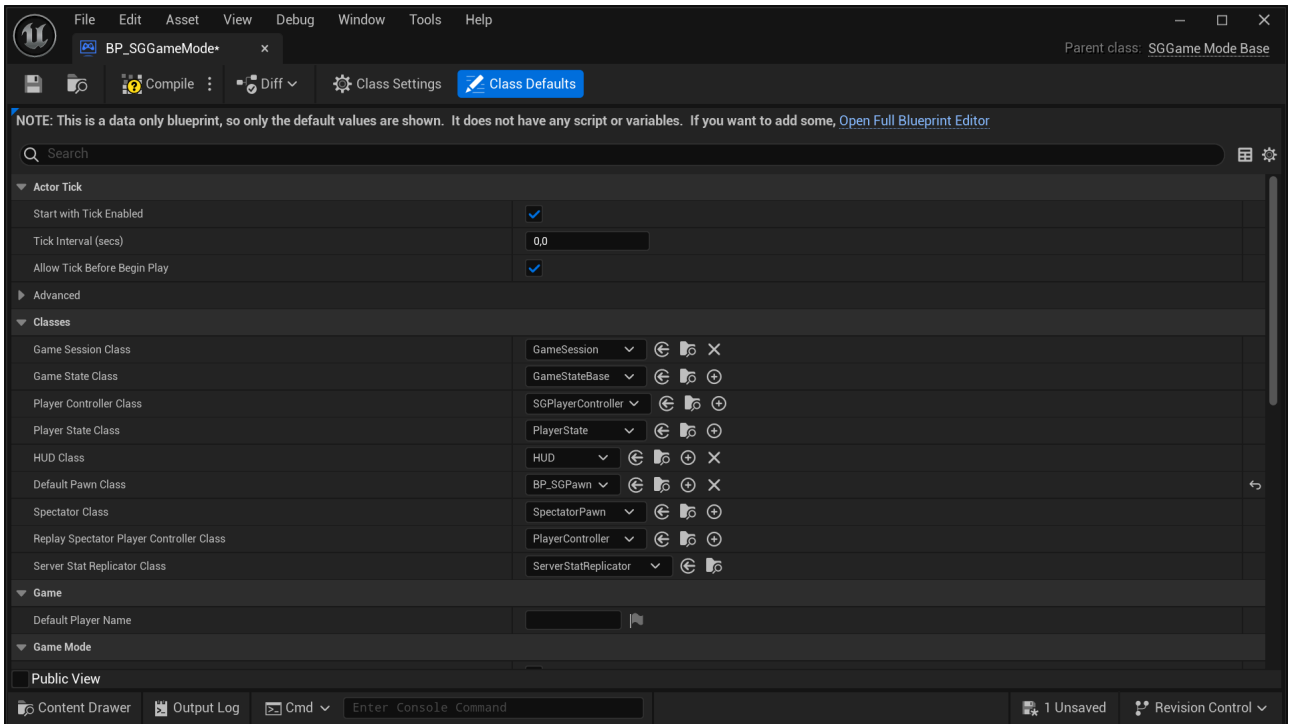 File Edit Asset View Debug Window Tools Help
BP_SGGameMode*
Parent class: SGGame Mode Base
Compile Diff Class Settings Class Defaults
NOTE: This is a data only blueprint, so only the default values are shown. It does not have any script or variables. If you want to add some, Open Full Blueprint Editor
Search
Actor Tick
Start with Tick Enabled
Tick Interval (secs) 0,0
Allow Tick Before Begin Play
Advanced
Classes
Game Session Class GameSession
Game State Class GameStateBase
Player Controller Class SGPlayerController
Player State Class PlayerState
HUD Class HUD
Default Pawn Class BP_SGPawn
Spectator Class SpectatorPawn
Replay Spectator Player Controller Class PlayerController
Server Stat Replicator Class ServerStatReplicator
Game
Default Player Name
Game Mode
Public View
Content Drawer Output Log Cmd Enter Console Command 1 Unsaved Revision Control